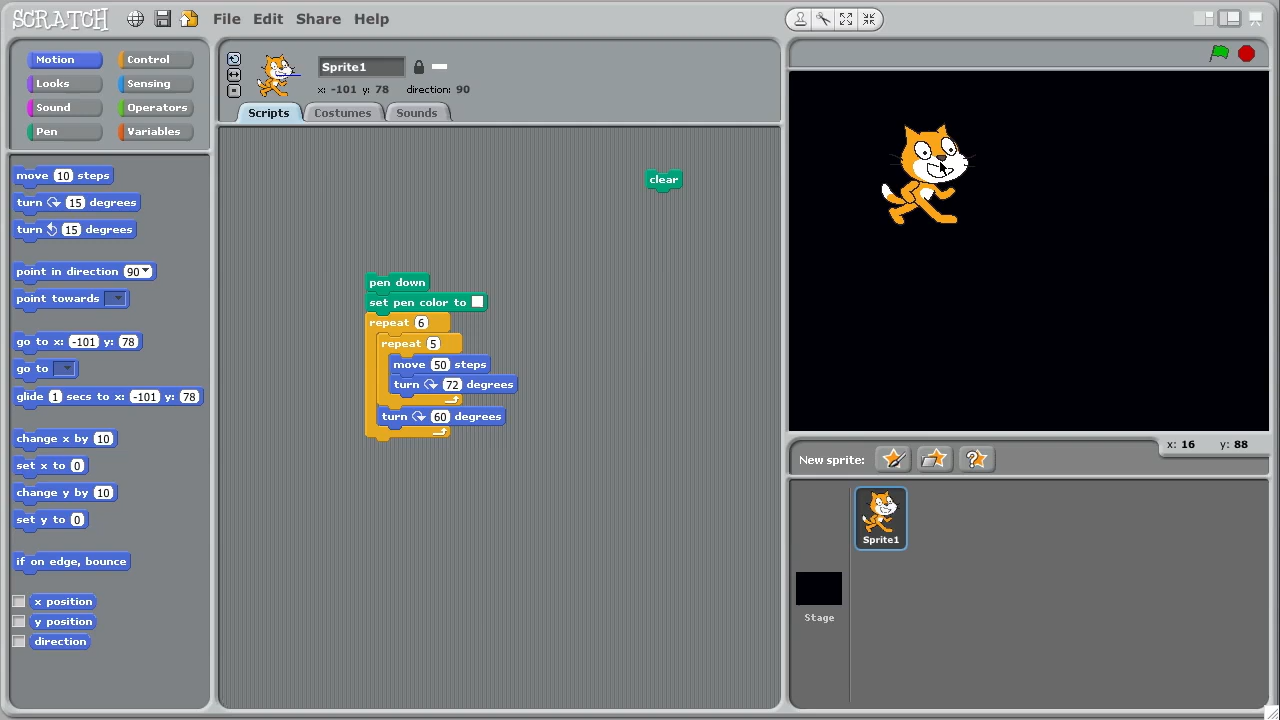 SCRATCH File Edit Share Help
Motion Control
Looks Sensing
Sound Operators
Pen Variables
move 10 steps
turn 15 degrees
turn 15 degrees
point in direction 90
point towards
go to x: -101 y: 78
go to
glide 1 secs to x: -101 y: 78
change x by 10
set x to 0
change y by 10
set y to 0
if on edge, bounce
x position
y position
direction
Sprite1
x: -101 y: 78 direction: 90
Scripts Costumes Sounds
clear
pen down
set pen color to
repeat 6
repeat 5
move 50 steps
turn 72 degrees
turn 60 degrees
x: 16 y: 88
New sprite:
Sprite1
Stage